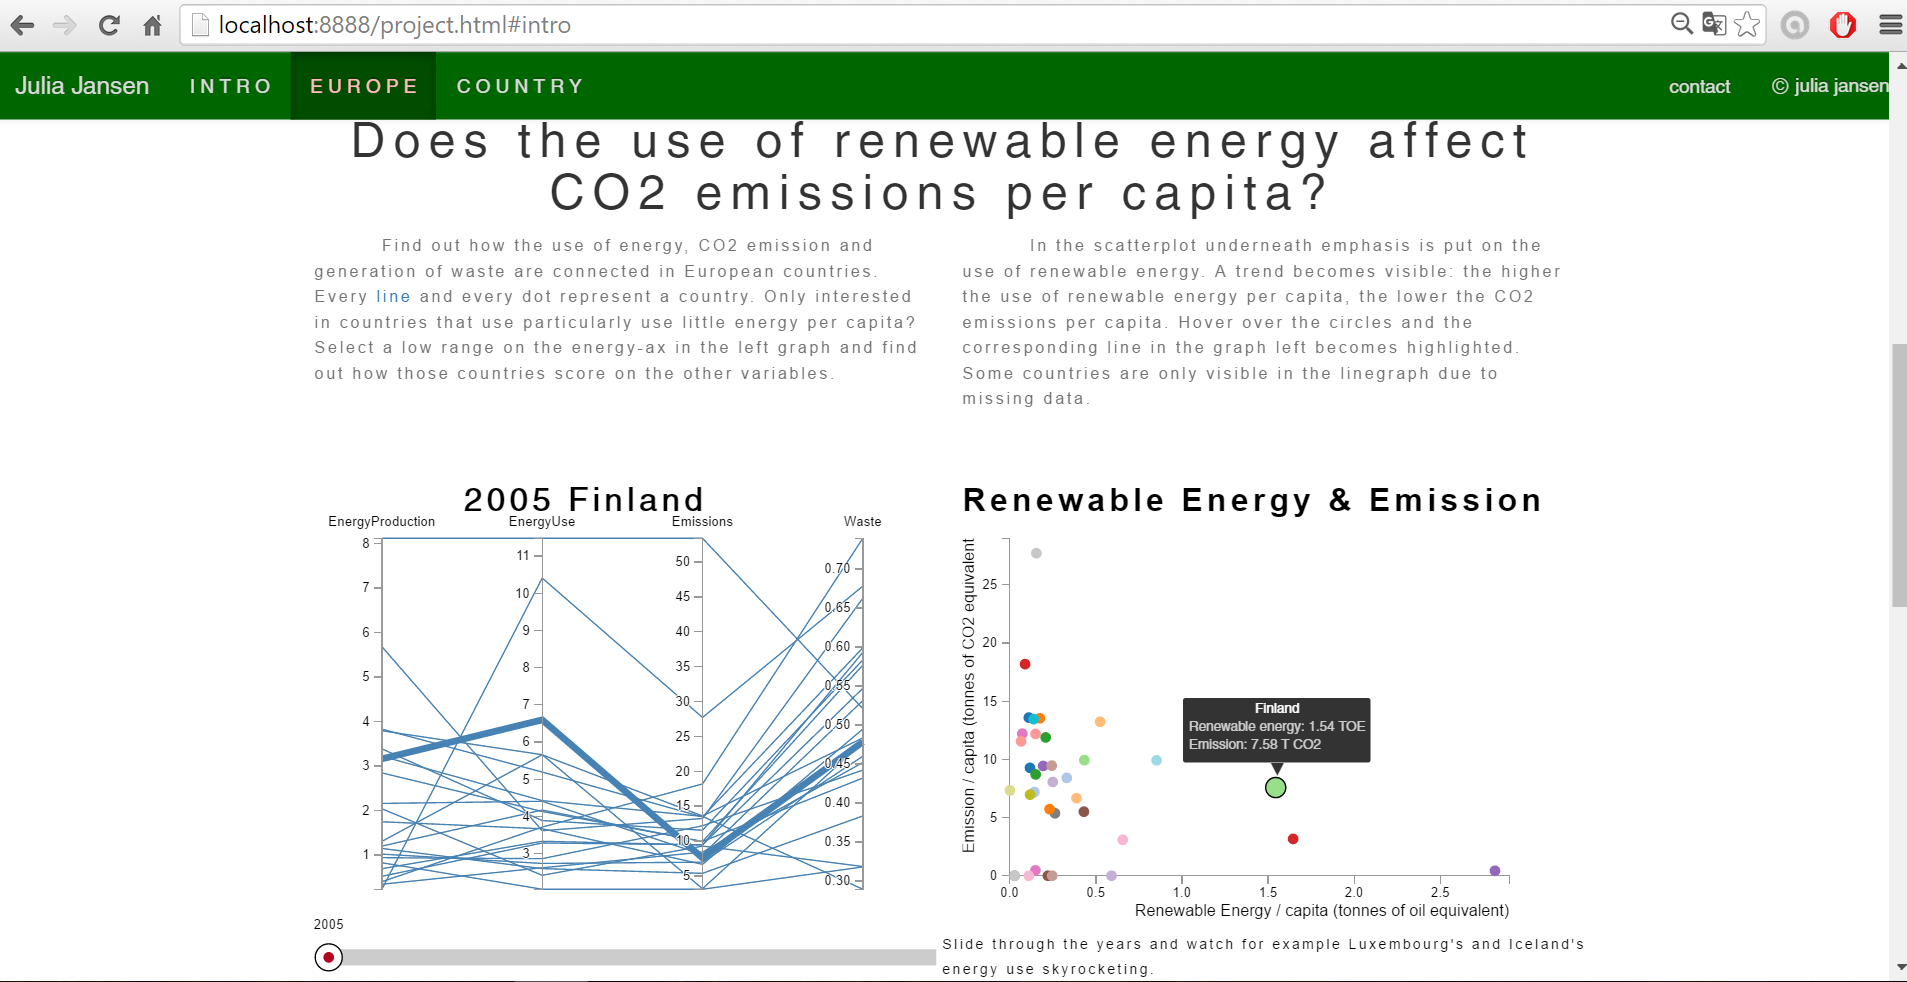 localhost:8888/project.html#intro
Julia Jansen INTRO EUROPE COUNTRY contact © julia jansen
Does the use of renewable energy affect
CO2 emissions per capita?
Find out how the use of energy, CO2 emission and
generation of waste are connected in European countries.
Every line and every dot represent a country. Only interested
in countries that use particularly use little energy per capita?
Select a low range on the energy-ax in the left graph and find
out how those countries score on the other variables.
In the scatterplot underneath emphasis is put on the
use of renewable energy. A trend becomes visible: the higher
the use of renewable energy per capita, the lower the CO2
emissions per capita. Hover over the circles and the
corresponding line in the graph left becomes highlighted.
Some countries are only visible in the linegraph due to
missing data.
2005 Finland
EnergyProduction EnergyUse Emissions Waste
8
7
6
5
4
3
2
1
11
10
9
8
7
6
5
4
3
50
45
40
35
30
25
20
15
10
5
0.70
0.65
0.60
0.55
0.50
0.45
0.40
0.35
0.30
2005
Renewable Energy & Emission
Emission / capita (tonnes of CO2 equivalent
25
20
15
10
5
0
Finland
Renewable energy: 1.54 TOE
Emission: 7.58 T CO2
0.0 0.5 1.0 1.5 2.0 2.5
Renewable Energy / capita (tonnes of oil equivalent)
Slide through the years and watch for example Luxembourg's and Iceland's
energy use skyrocketing.